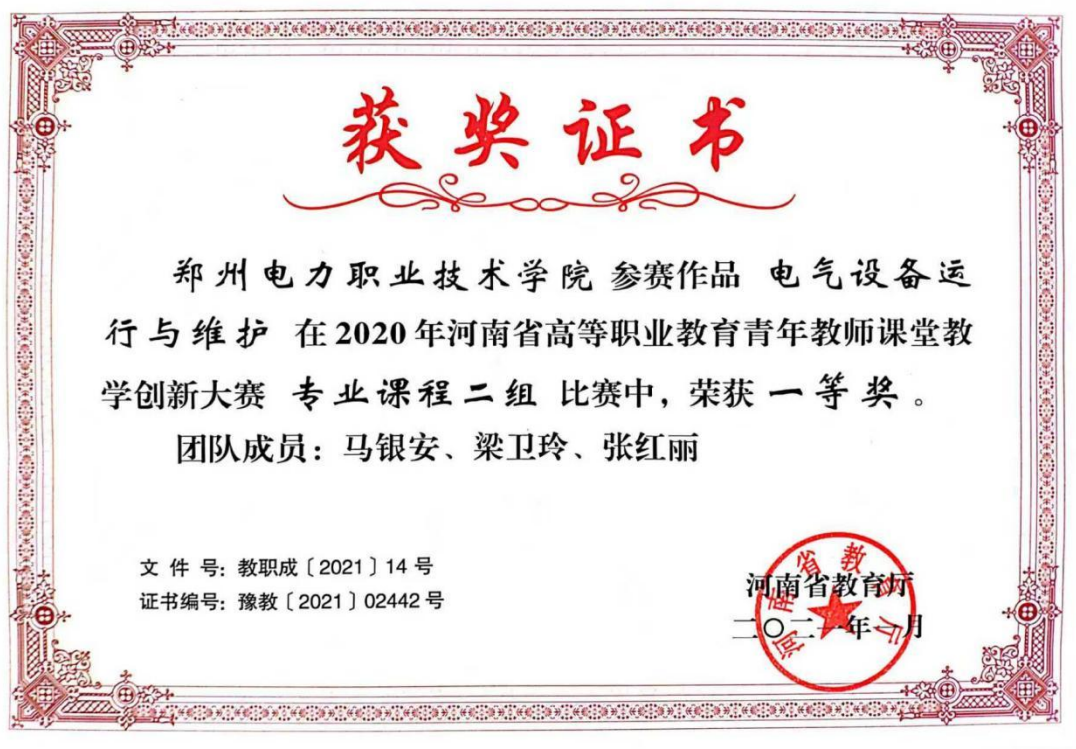 获奖证书
郑州电力职业技术学院 参赛作品 电气设备运
行与维护 在2020年河南省高等职业教育青年教师课堂教
学创新大赛 专业课程二组 比赛中，荣获 一等奖。
团队成员：马银安、梁卫玲、张红丽
文件号：教职成〔2021〕14号
证书编号：豫教〔2021〕02442号
河南省教育厅
二〇二一年一月
河南省教育厅